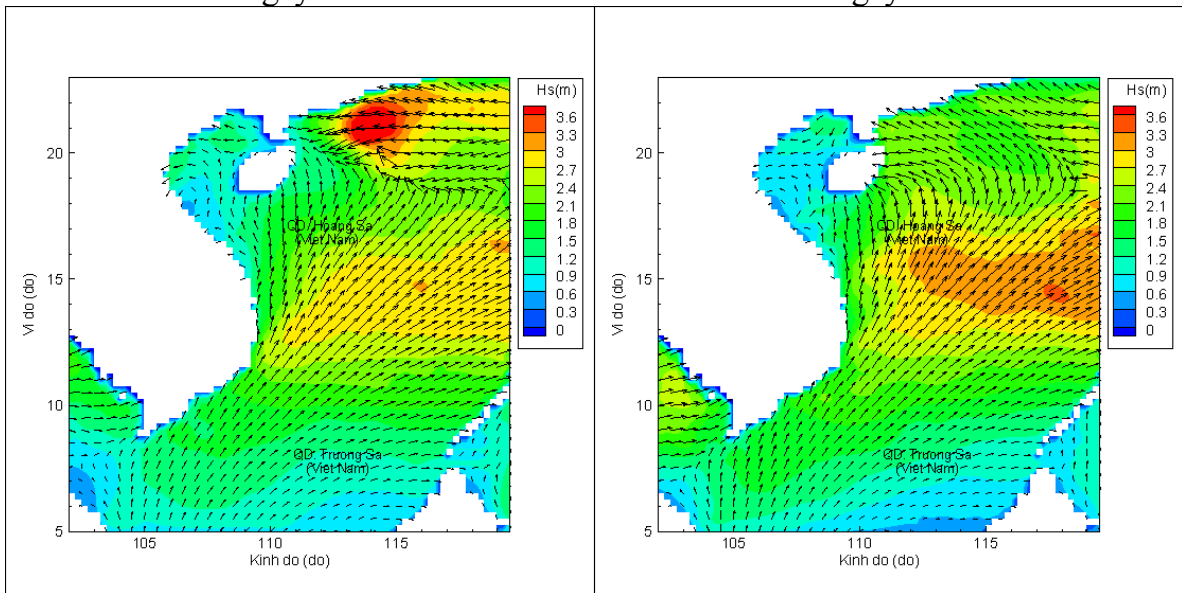 Hs(m)
3.6
3.3
3
2.7
2.4
2.1
1.8
1.5
1.2
0.9
0.6
0.3
0
20
15
10
5
Vi do (do)
QD. Hoang Sa
(Viet Nam)
QD. Truong Sa
(Viet Nam)
105
110
115
Kinh do (do)
Hs(m)
3.6
3.3
3
2.7
2.4
2.1
1.8
1.5
1.2
0.9
0.6
0.3
0
20
15
10
5
Vi do (do)
QD. Hoang Sa
(Viet Nam)
QD. Truong Sa
(Viet Nam)
105
110
115
Kinh do (do)